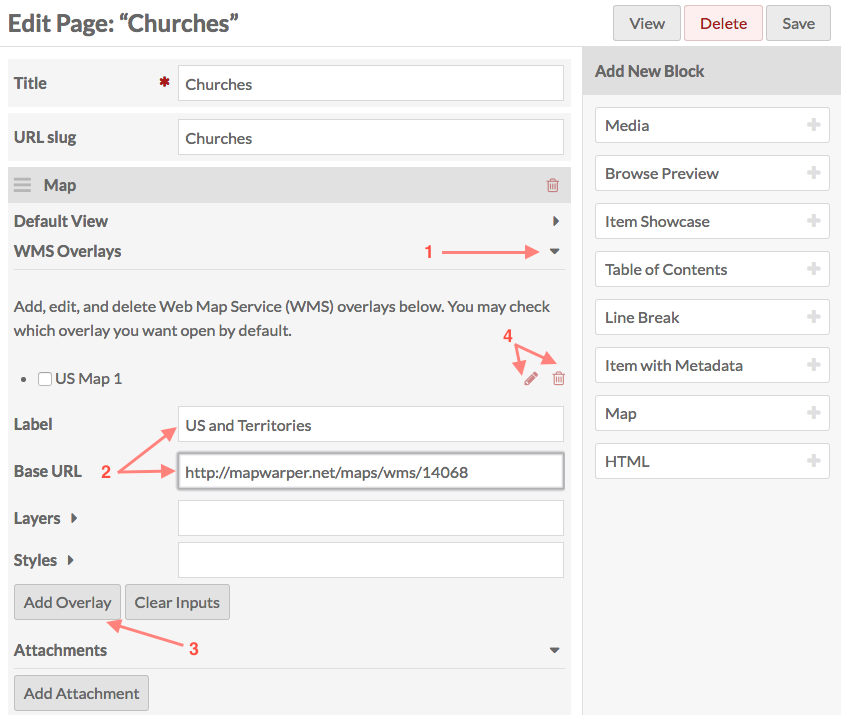 Edit Page: “Churches”
View
Delete
Save
Title
*
Churches
URL slug
Churches
Map
Default View
WMS Overlays
1
Add, edit, and delete Web Map Service (WMS) overlays below. You may check
which overlay you want open by default.
4
US Map 1
Label
US and Territories
2
Base URL
http://mapwarper.net/maps/wms/14068
Layers
Styles
Add Overlay
Clear Inputs
3
Attachments
Add Attachment
Add New Block
Media
Browse Preview
Item Showcase
Table of Contents
Line Break
Item with Metadata
Map
HTML